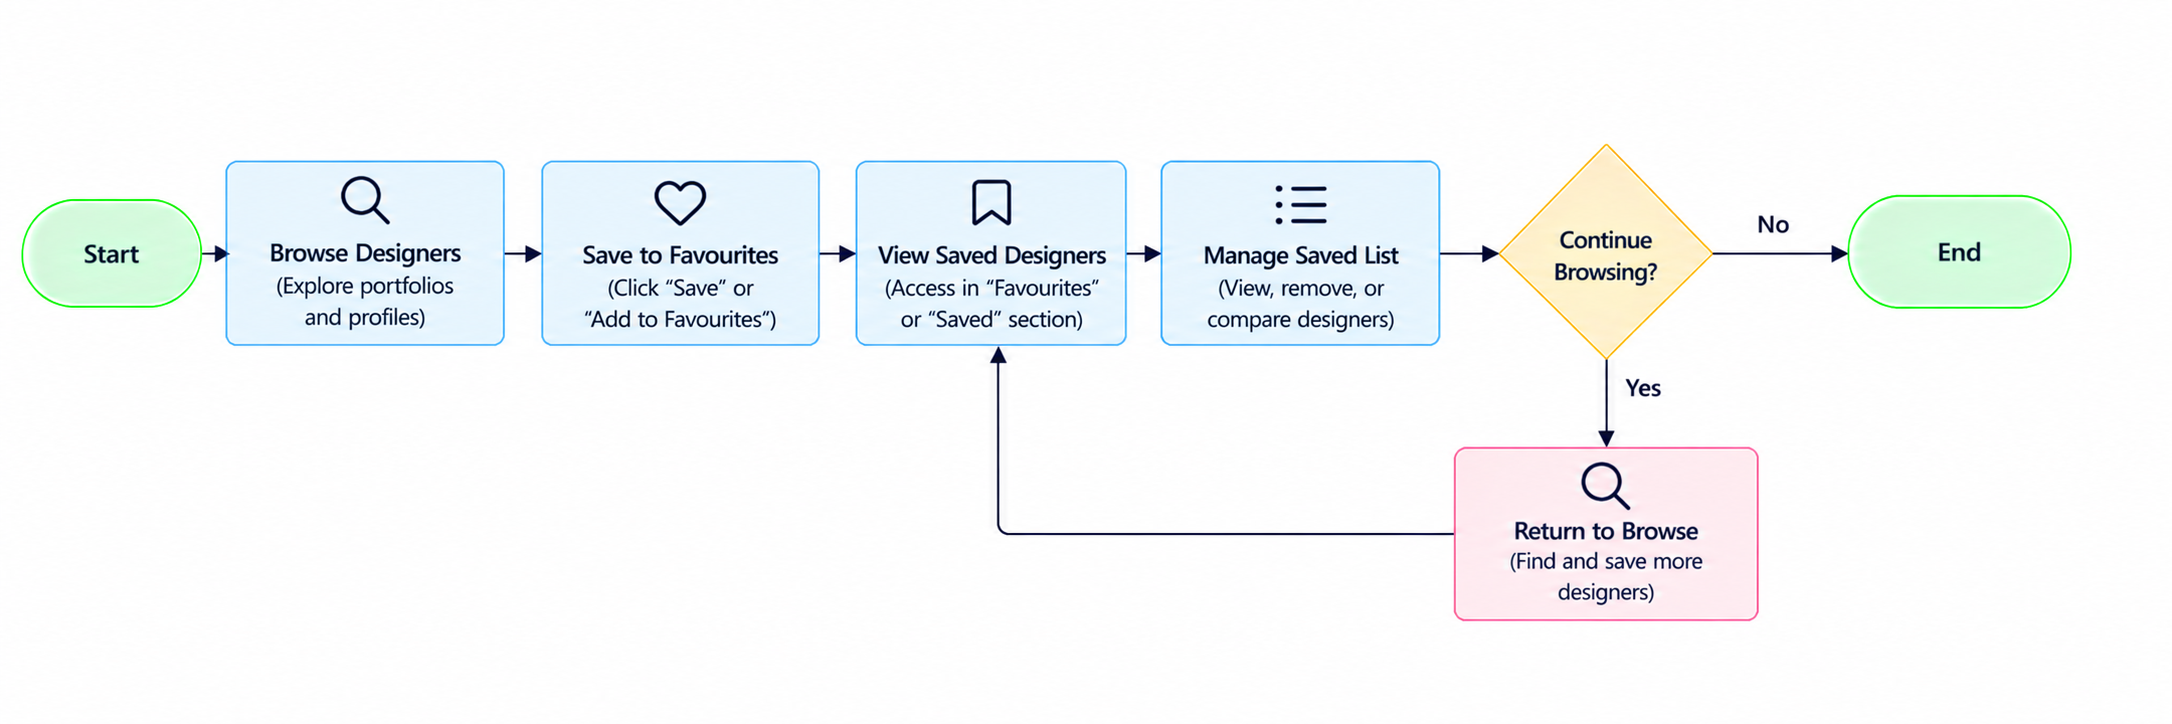 Start
Browse Designers
(Explore portfolios
and profiles)
Save to Favourites
(Click “Save” or
“Add to Favourites”)
View Saved Designers
(Access in “Favourites”
or “Saved” section)
Manage Saved List
(View, remove, or
compare designers)
Continue
Browsing?
No
End
Yes
Return to Browse
(Find and save more
designers)